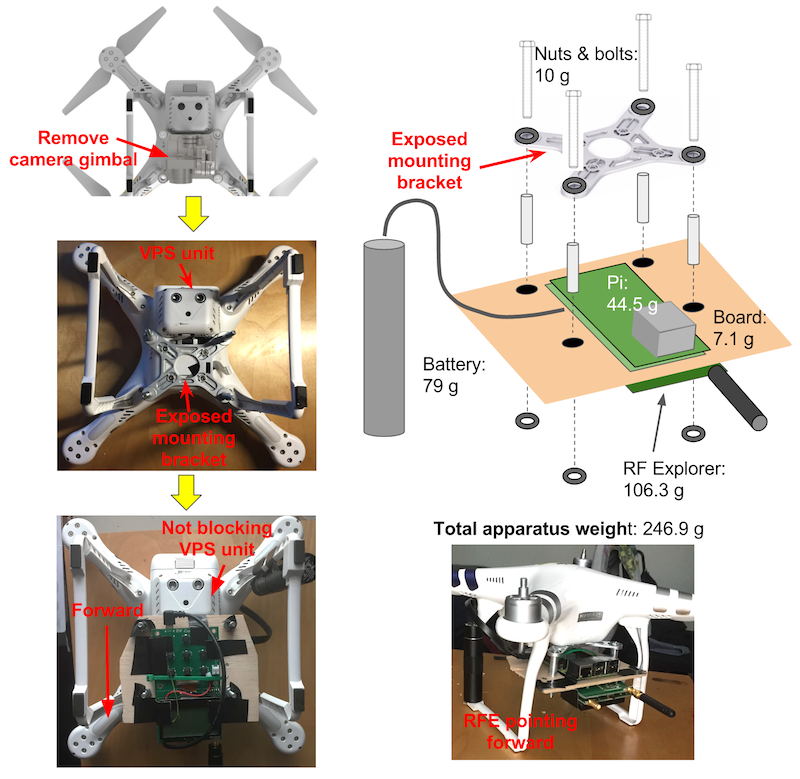 Remove
camera gimbal
VPS unit
Exposed
mounting
bracket
Not blocking
VPS unit
Forward
Nuts & bolts:
10 g
Exposed
mounting
bracket
Pi:
44.5 g
Board:
7.1 g
Battery:
79 g
RF Explorer:
106.3 g
Total apparatus weight: 246.9 g
RFE pointing
forward